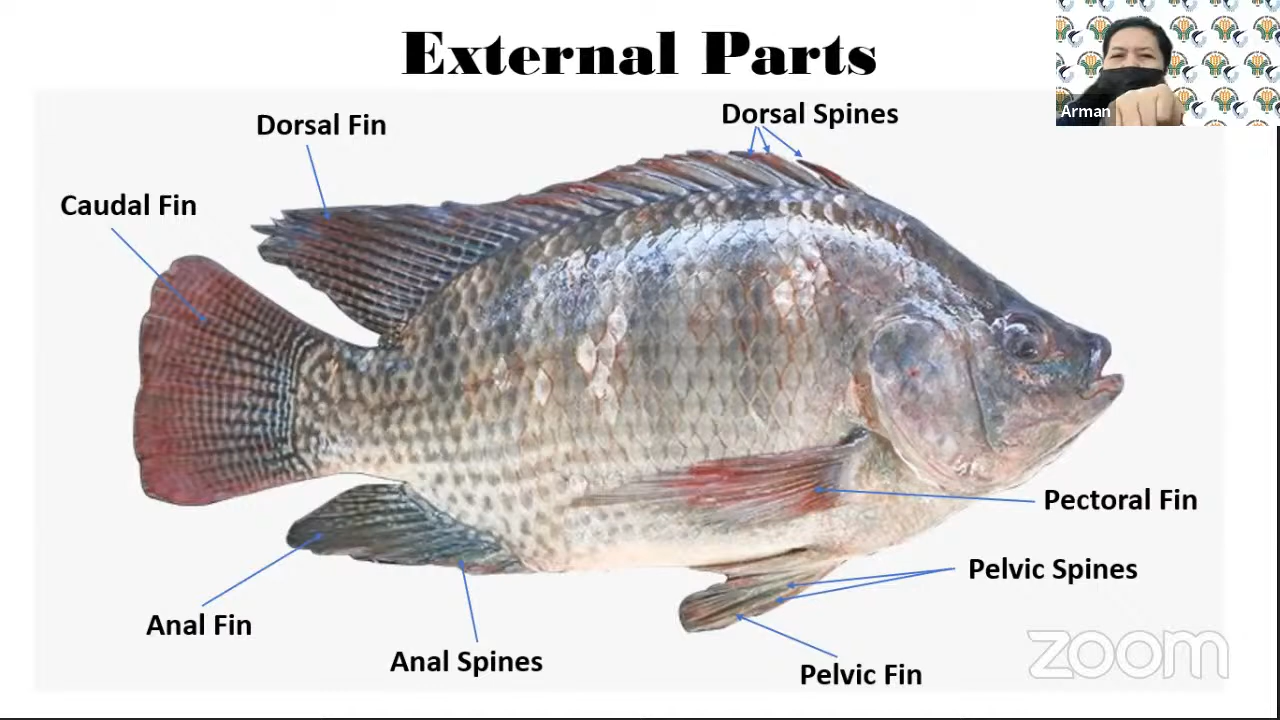 External Parts
Arman
Dorsal Fin
Dorsal Spines
Caudal Fin
Pectoral Fin
Pelvic Spines
Anal Fin
Anal Spines
Pelvic Fin
zoom